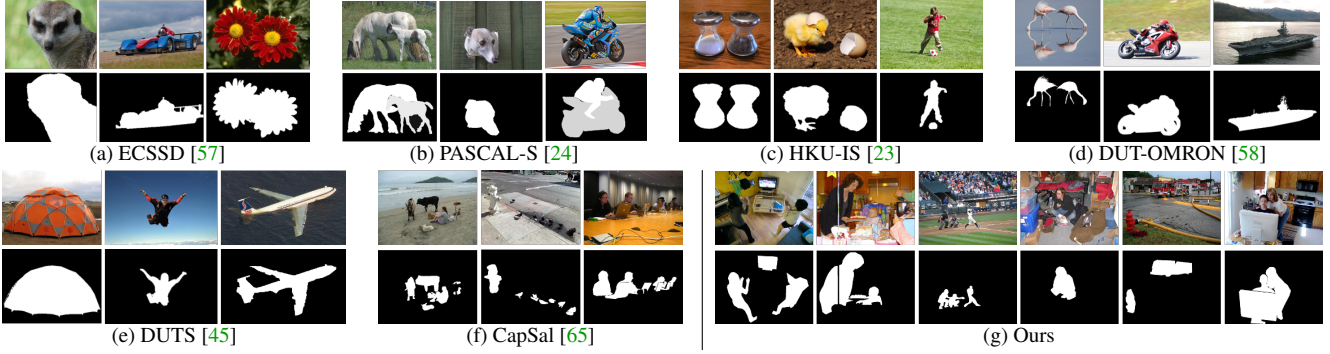 (a) ECSSD [57]
(b) PASCAL-S [24]
(c) HKU-IS [23]
(d) DUT-OMRON [58]
(e) DUTS [45]
(f) CapSal [65]
(g) Ours